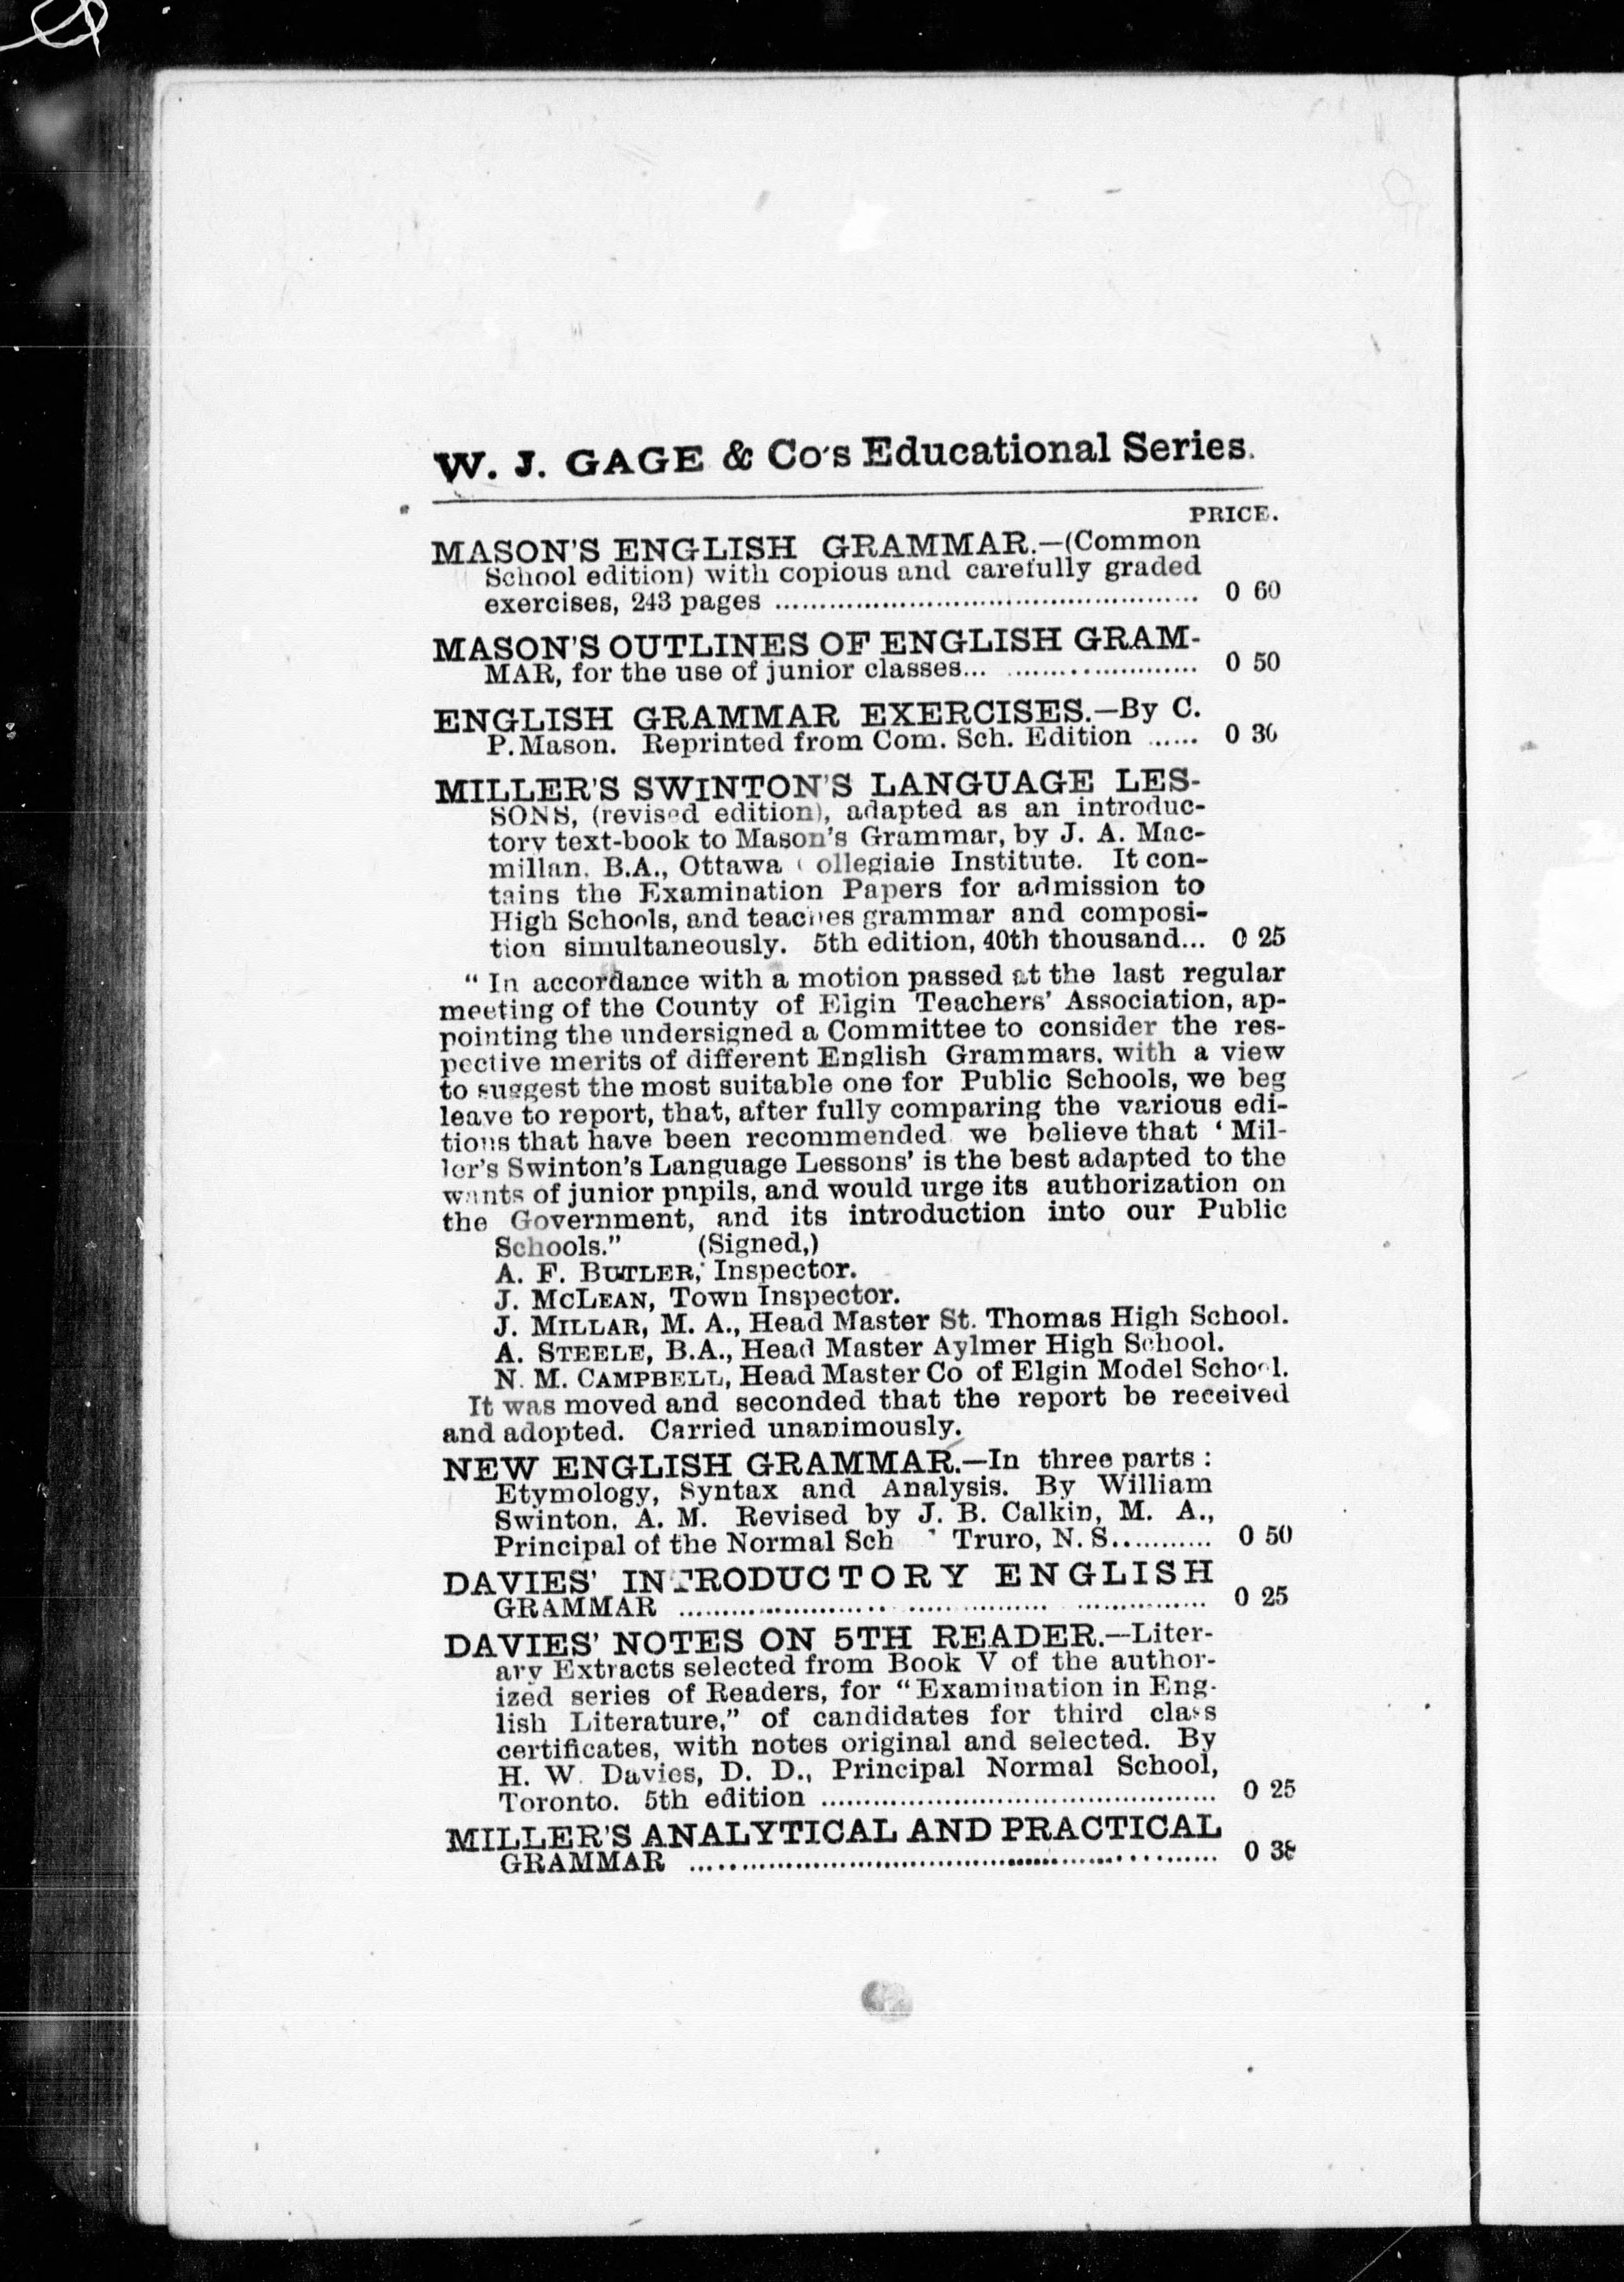 W. J. GAGE & Co's Educational Series.
PRICE.
MASON'S ENGLISH GRAMMAR.—(Common
School edition) with copious and carefully graded
exercises, 243 pages ................................................ 0 60
MASON'S OUTLINES OF ENGLISH GRAM-
MAR, for the use of junior classes... ...................... 0 50
ENGLISH GRAMMAR EXERCISES.—By C.
P. Mason. Reprinted from Com. Sch. Edition ...... 0 30
MILLER'S SWINTON'S LANGUAGE LES-
SONS, (revised edition), adapted as an introduc-
tory text-book to Mason's Grammar, by J. A. Mac-
millan, B.A., Ottawa ollegiaie Institute. It con-
tains the Examination Papers for admission to
High Schools, and teaches grammar and composi-
tion simultaneously. 5th edition, 40th thousand... 0 25
" In accordance with a motion passed at the last regular
meeting of the County of Elgin Teachers' Association, ap-
pointing the undersigned a Committee to consider the res-
pective merits of different English Grammars, with a view
to suggest the most suitable one for Public Schools, we beg
leave to report, that, after fully comparing the various edi-
tions that have been recommended we believe that ' Mil-
ler's Swinton's Language Lessons' is the best adapted to the
wants of junior pnpils, and would urge its authorization on
the Government, and its introduction into our Public
Schools." (Signed,)
A. F. BUTLER, Inspector.
J. MCLEAN, Town Inspector.
J. MILLAR, M. A., Head Master St. Thomas High School.
A. STEELE, B.A., Head Master Aylmer High School.
N. M. CAMPBELL, Head Master Co of Elgin Model School.
It was moved and seconded that the report be received
and adopted. Carried unanimously.
NEW ENGLISH GRAMMAR.—In three parts :
Etymology, Syntax and Analysis. By William
Swinton, A. M. Revised by J. B. Calkin, M. A.,
Principal of the Normal Sch Truro, N. S............ 0 50
DAVIES' INTRODUCTORY ENGLISH
GRAMMAR ........................ ................ ............... 0 25
DAVIES' NOTES ON 5TH READER.—Liter-
ary Extracts selected from Book V of the author-
ized series of Readers, for "Examination in Eng-
lish Literature," of candidates for third class
certificates, with notes original and selected. By
H. W. Davies, D. D., Principal Normal School,
Toronto. 5th edition ............................................. 0 25
MILLER'S ANALYTICAL AND PRACTICAL
GRAMMAR ............................................................ 0 38